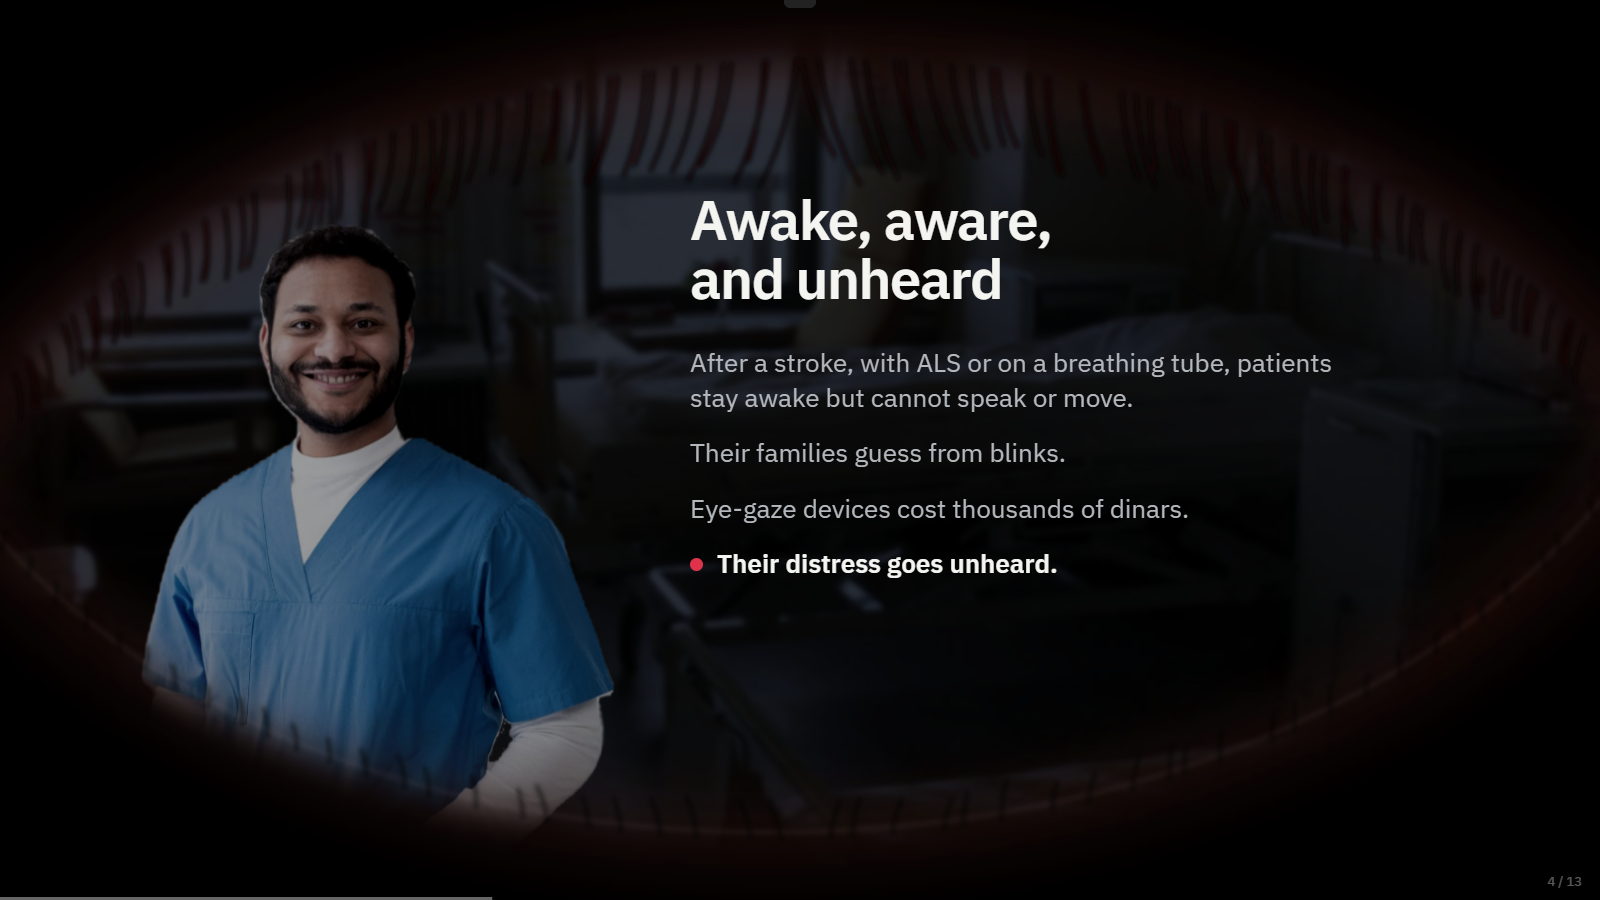 Awake, aware,
and unheard
After a stroke, with ALS or on a breathing tube, patients
stay awake but cannot speak or move.
Their families guess from blinks.
Eye-gaze devices cost thousands of dinars.
Their distress goes unheard.
4 / 13